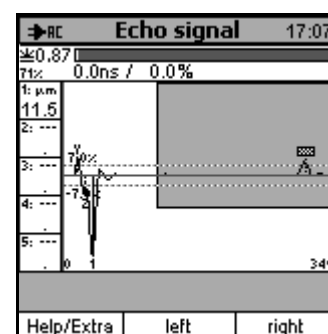 AC Echo signal 17:07
0.87
71% 0.0ns / 0.0%
1: µm
11.5
2: ---
3: ---
4: ---
5: ---
0 1 349
Help/Extra left right